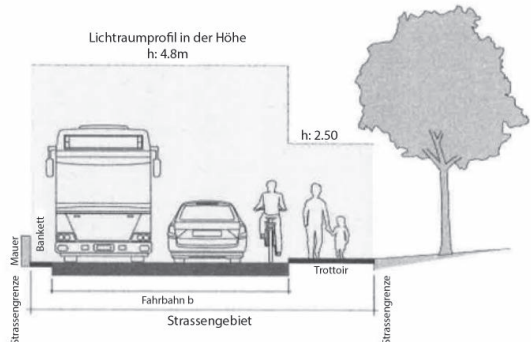 Lichtraumprofil in der Höhe
h: 4.8m
h: 2.50
Mauer
Bankett
Trottoir
Fahrbahn b
Strassengebiet
Strassengrenze
Strassengrenze